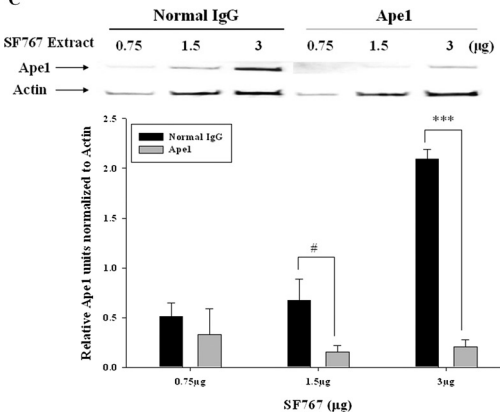 C
Normal IgG Ape1
SF767 Extract 0.75 1.5 3 0.75 1.5 3 (µg)
Ape1
Actin
Relative Ape1 units normalized to Actin
2.5
2.0
1.5
1.0
0.5
0.0
Normal IgG
Ape1
#
***
0.75µg 1.5µg 3µg
SF767 (µg)